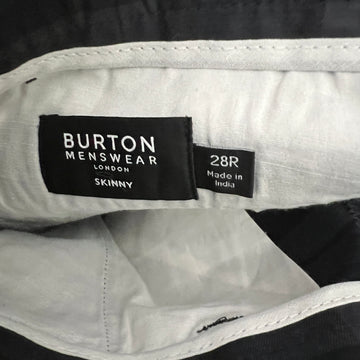 BURTON
MENSWEAR
LONDON
SKINNY
28R
Made in
India